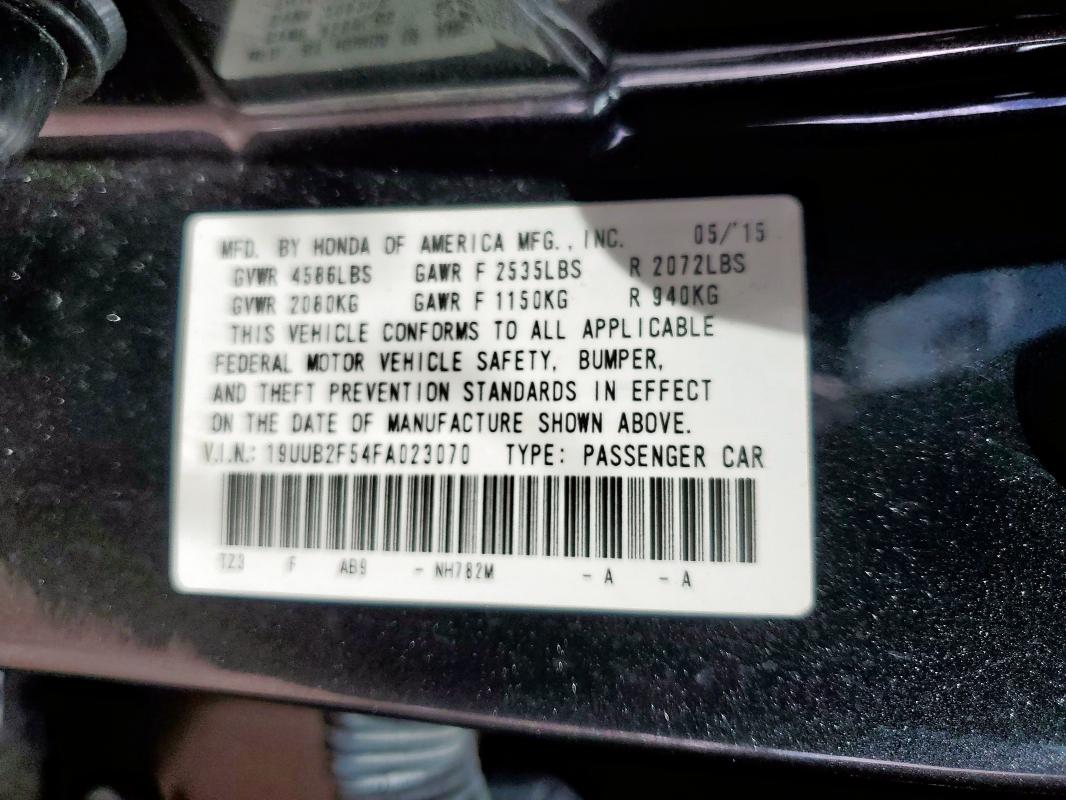 MFD. BY HONDA OF AMERICA MFG., INC. 05/'15
GVWR 4586LBS GAWR F 2535LBS R 2072LBS
GVWR 2080KG GAWR F 1150KG R 940KG
THIS VEHICLE CONFORMS TO ALL APPLICABLE
FEDERAL MOTOR VEHICLE SAFETY, BUMPER,
AND THEFT PREVENTION STANDARDS IN EFFECT
ON THE DATE OF MANUFACTURE SHOWN ABOVE.
V.I.N.: 19UUB2F54FA023070 TYPE: PASSENGER CAR
TZ3 F AB9 - NH782M - A - A